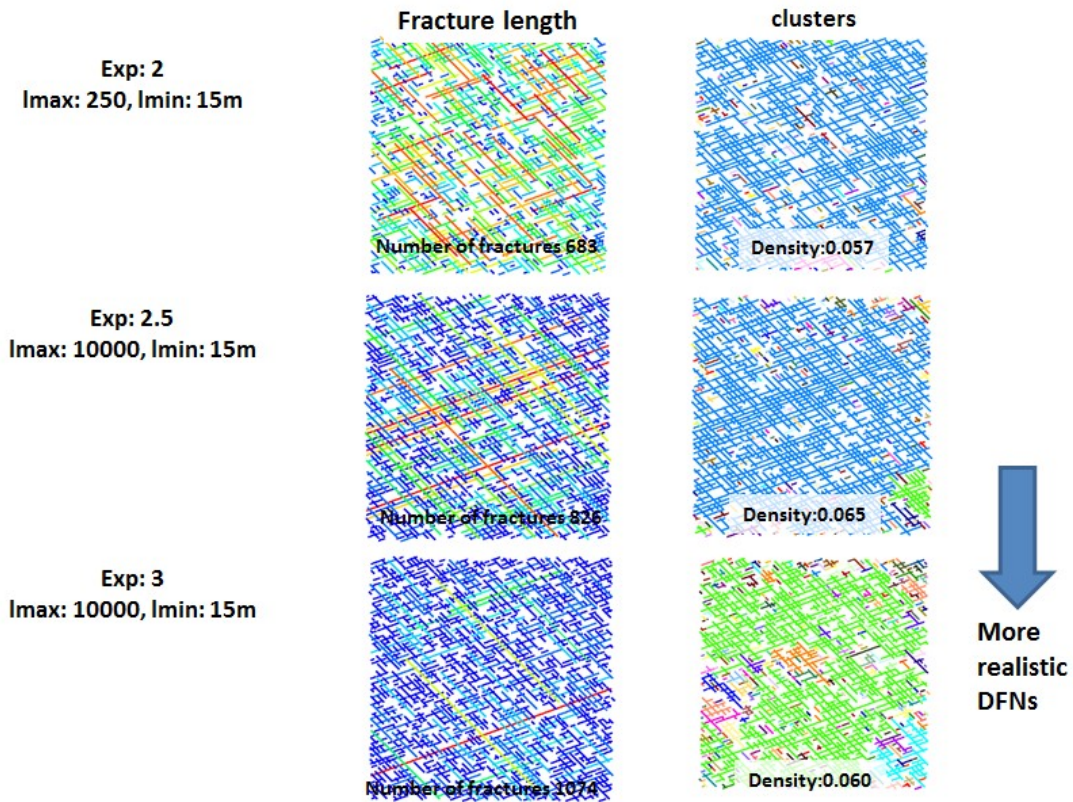 Fracture length
clusters
Exp: 2
lmax: 250, lmin: 15m
Number of fractures 683
Density:0.057
Exp: 2.5
lmax: 10000, lmin: 15m
Number of fractures 826
Density:0.065
Exp: 3
lmax: 10000, lmin: 15m
Number of fractures 1074
Density:0.060
More
realistic
DFNs